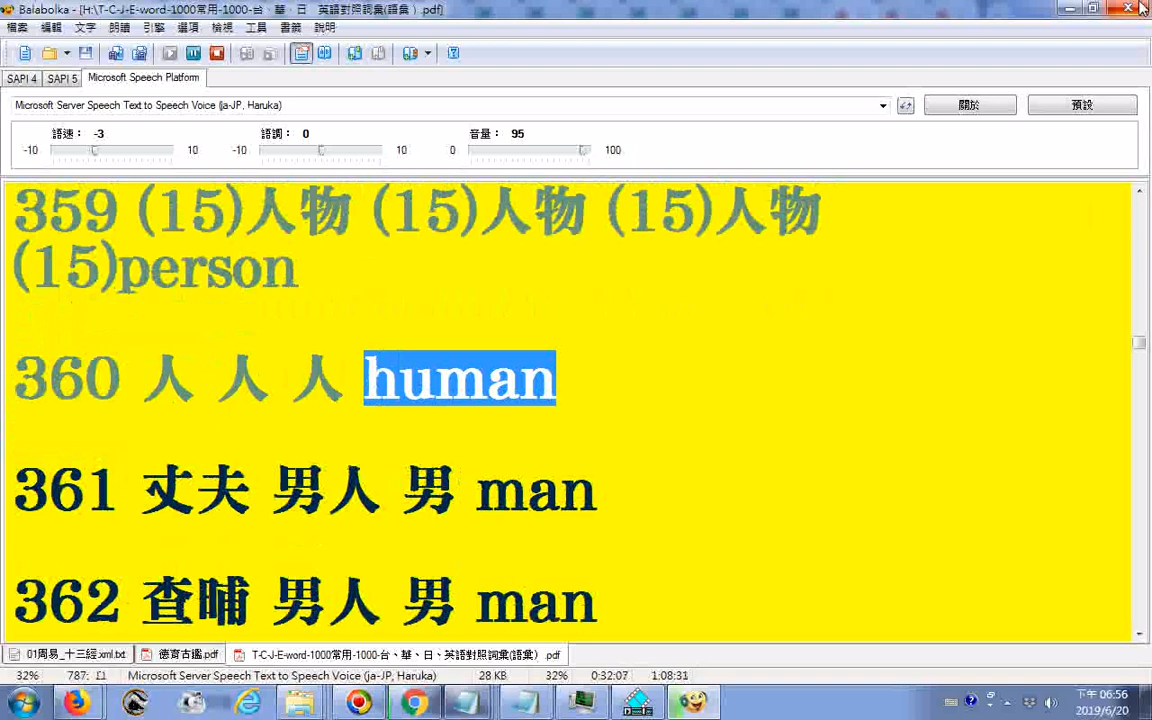 Balabolka - [H:\T-C-J-E-word-1000常用-1000-台、華、日 英語對照詞彙(語彙) .pdf]
檔案 編輯 文字 朗讀 引擎 選項 檢視 工具 書籤 說明
SAPI 4 SAPI 5 Microsoft Speech Platform
Microsoft Server Speech Text to Speech Voice (ja-JP, Haruka) 關於 預設
語速： -3 語調： 0 音量： 95
-10 10 -10 10 0 100
359 (15)人物 (15)人物 (15)人物
(15)person
360 人 人 人 human
361 丈夫 男人 男 man
362 查晡 男人 男 man
01周易_十三經.xml.txt 德育古鑑.pdf T-C-J-E-word-1000常用-1000-台、華、日、英語對照詞彙(語彙) .pdf
32% 787: 11 Microsoft Server Speech Text to Speech Voice (ja-JP, Haruka) 28 KB 32% 0:32:07 1:08:31
下午 06:56
2019/6/20